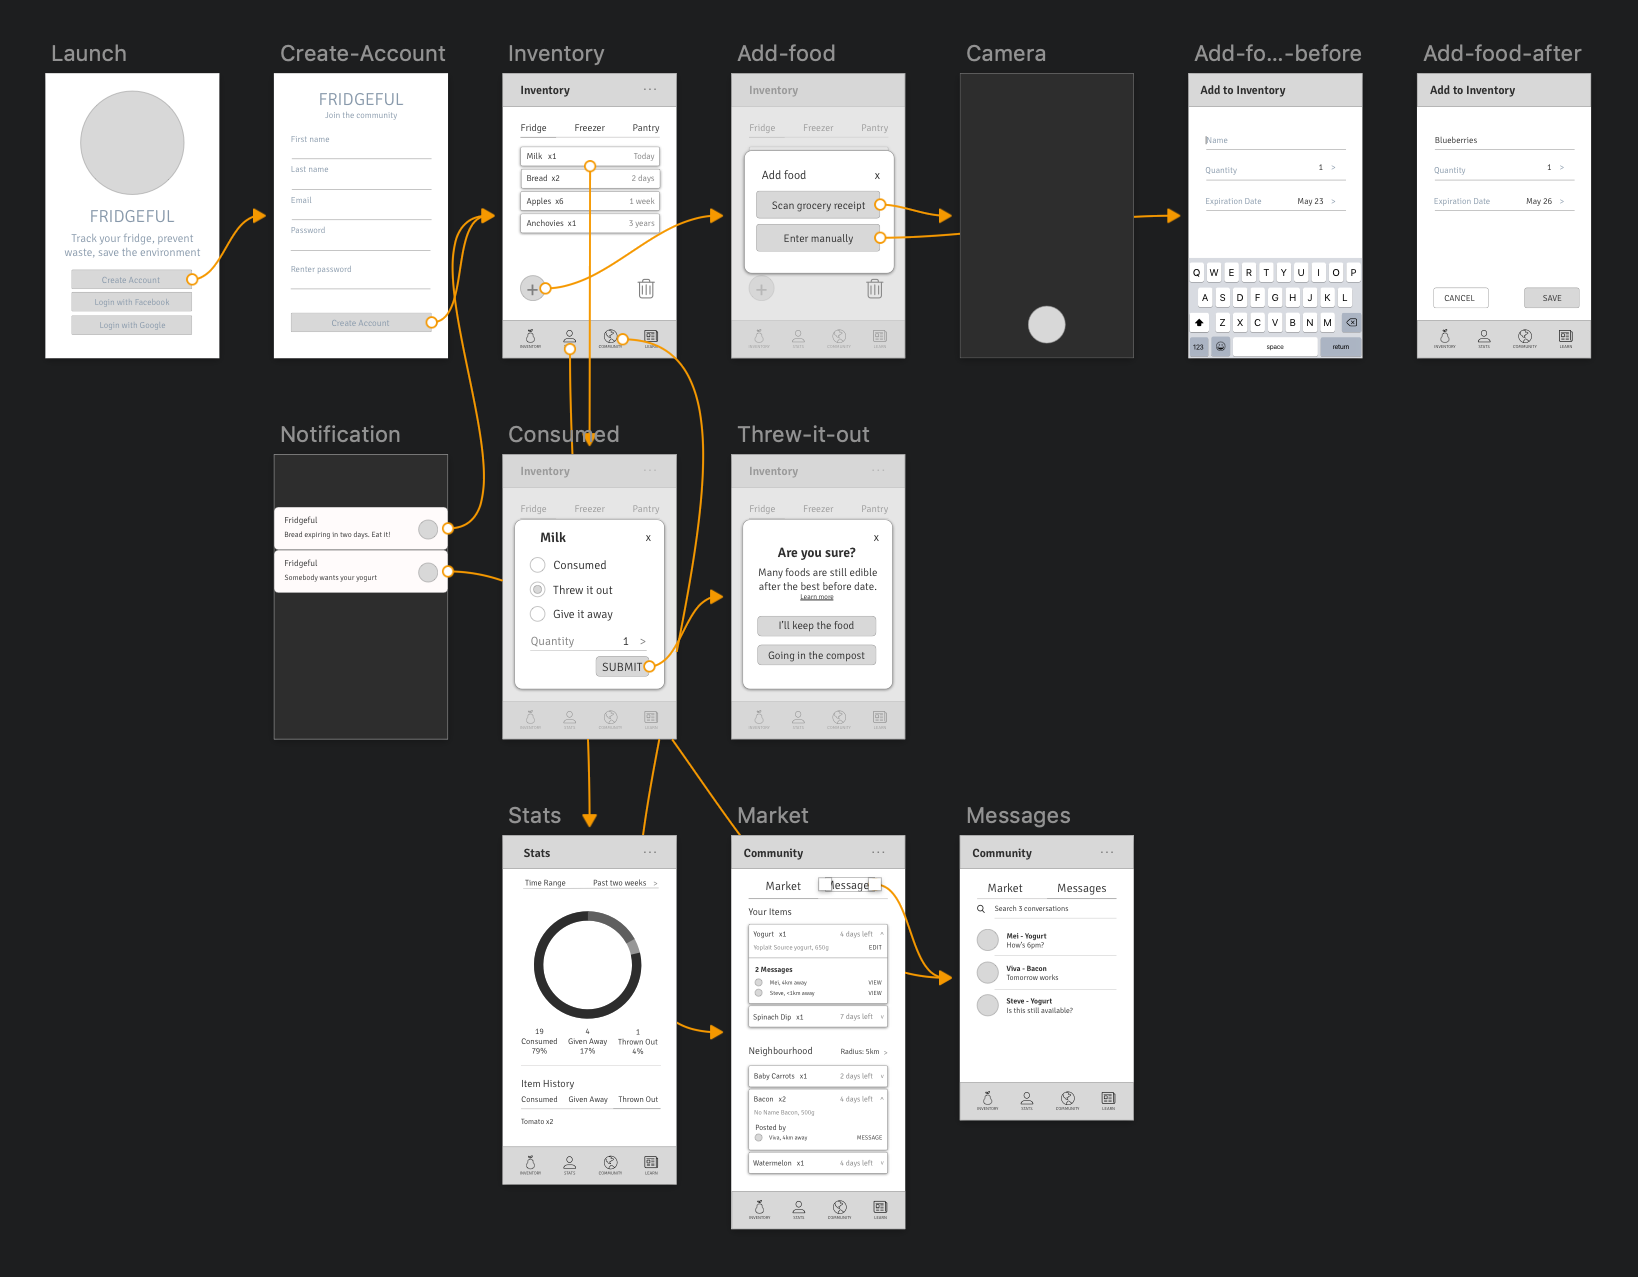 Launch
FRIDGEFUL
Track your fridge, prevent
waste, save the environment
Create Account
Login with Facebook
Login with Google
Create-Account
FRIDGEFUL
Join the community
First name
Last name
Email
Password
Renter password
Create Account
Inventory
Inventory ...
Fridge Freezer Pantry
Milk x1 Today
Bread x2 2 days
Apples x6 1 week
Anchovies x1 3 years
+
INVENTORY COMMUNITY LEARN
Add-food
Inventory
Fridge Freezer Pantry
Add food x
Scan grocery receipt
Enter manually
+
INVENTORY STATS COMMUNITY LEARN
Camera
Add-fo...-before
Add to Inventory
Name
Quantity 1 >
Expiration Date May 23 >
Q W E R T Y U I O P
A S D F G H J K L
Z X C V B N M
123 space return
Add-food-after
Add to Inventory
Blueberries
Quantity 1 >
Expiration Date May 26 >
CANCEL SAVE
INVENTORY STATS COMMUNITY LEARN
Notification
Fridgeful
Bread expiring in two days. Eat it!
Fridgeful
Somebody wants your yogurt
Consumed
Inventory ...
Fridge Freezer Pantry
Milk x
Consumed
Threw it out
Give it away
Quantity 1 >
SUBMIT
INVENTORY STATS COMMUNITY LEARN
Threw-it-out
Inventory
Fridge Freezer Pantry
x
Are you sure?
Many foods are still edible
after the best before date.
Learn more
I'll keep the food
Going in the compost
INVENTORY STATS COMMUNITY LEARN
Stats
Stats ...
Time Range Past two weeks >
19 4 1
Consumed Given Away Thrown Out
79% 17% 4%
Item History
Consumed Given Away Thrown Out
Tomato x2
INVENTORY STATS COMMUNITY LEARN
Market
Community ...
Market Message
Your Items
Yogurt x1 4 days left ^
Yoplait Source yogurt, 650g EDIT
2 Messages
Mei, 4km away VIEW
Steve, <1km away VIEW
Spinach Dip x1 7 days left v
Neighbourhood Radius: 5km >
Baby Carrots x1 2 days left v
Bacon x2 4 days left ^
No Name Bacon, 500g
Posted by
Viva, 4km away MESSAGE
Watermelon x1 4 days left v
INVENTORY STATS COMMUNITY LEARN
Messages
Community ...
Market Messages
Search 3 conversations
Mei - Yogurt
How's 6pm?
Viva - Bacon
Tomorrow works
Steve - Yogurt
Is this still available?
INVENTORY STATS COMMUNITY LEARN